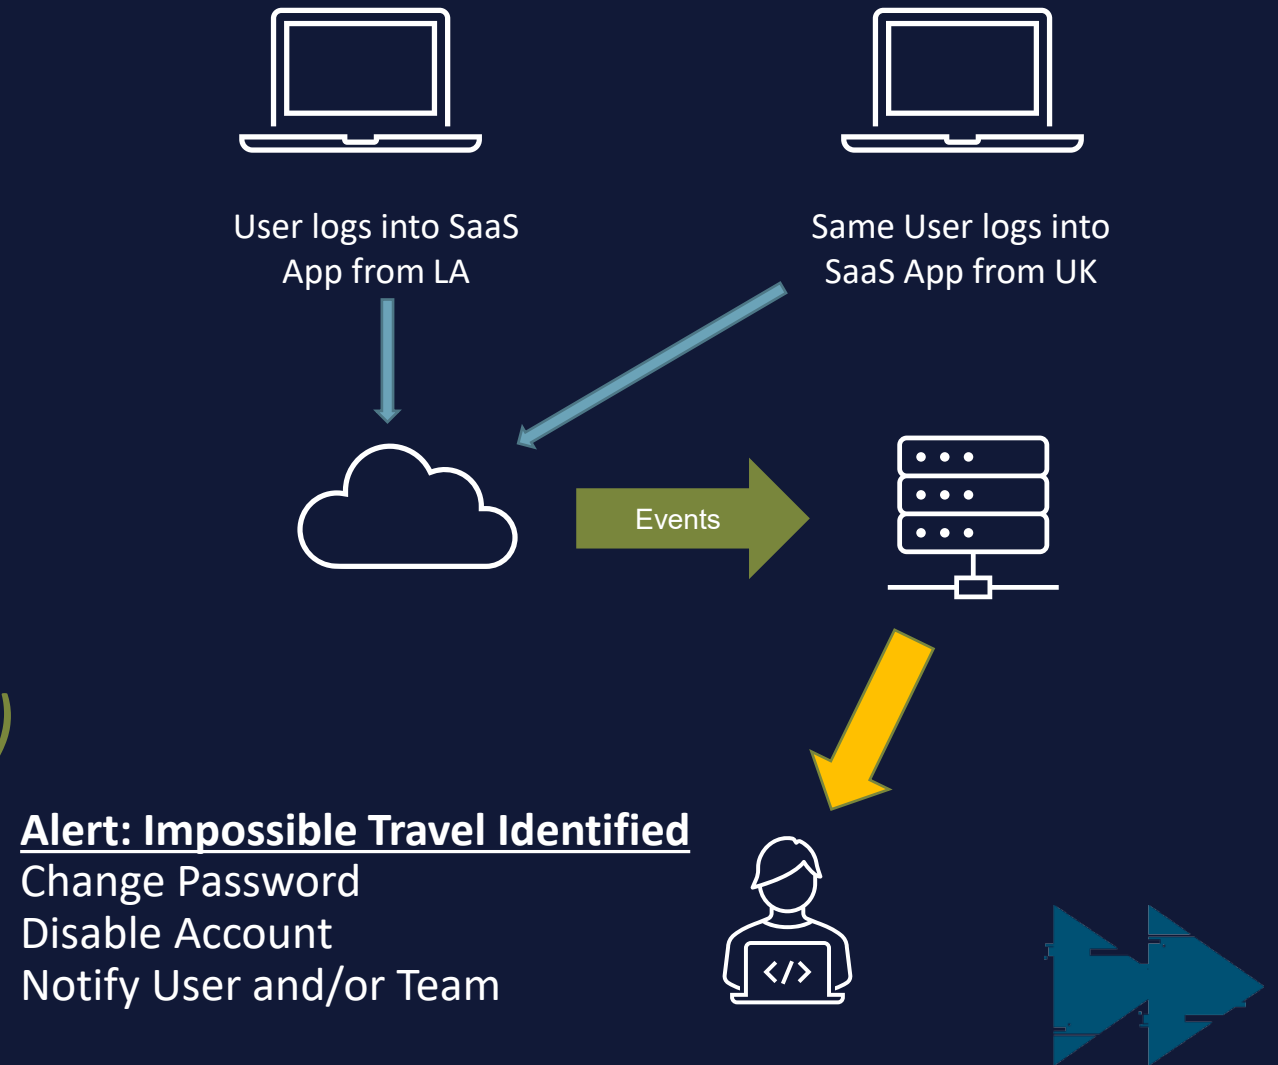 User logs into SaaS
App from LA
Same User logs into
SaaS App from UK
Events
Alert: Impossible Travel Identified
Change Password
Disable Account
Notify User and/or Team
</>